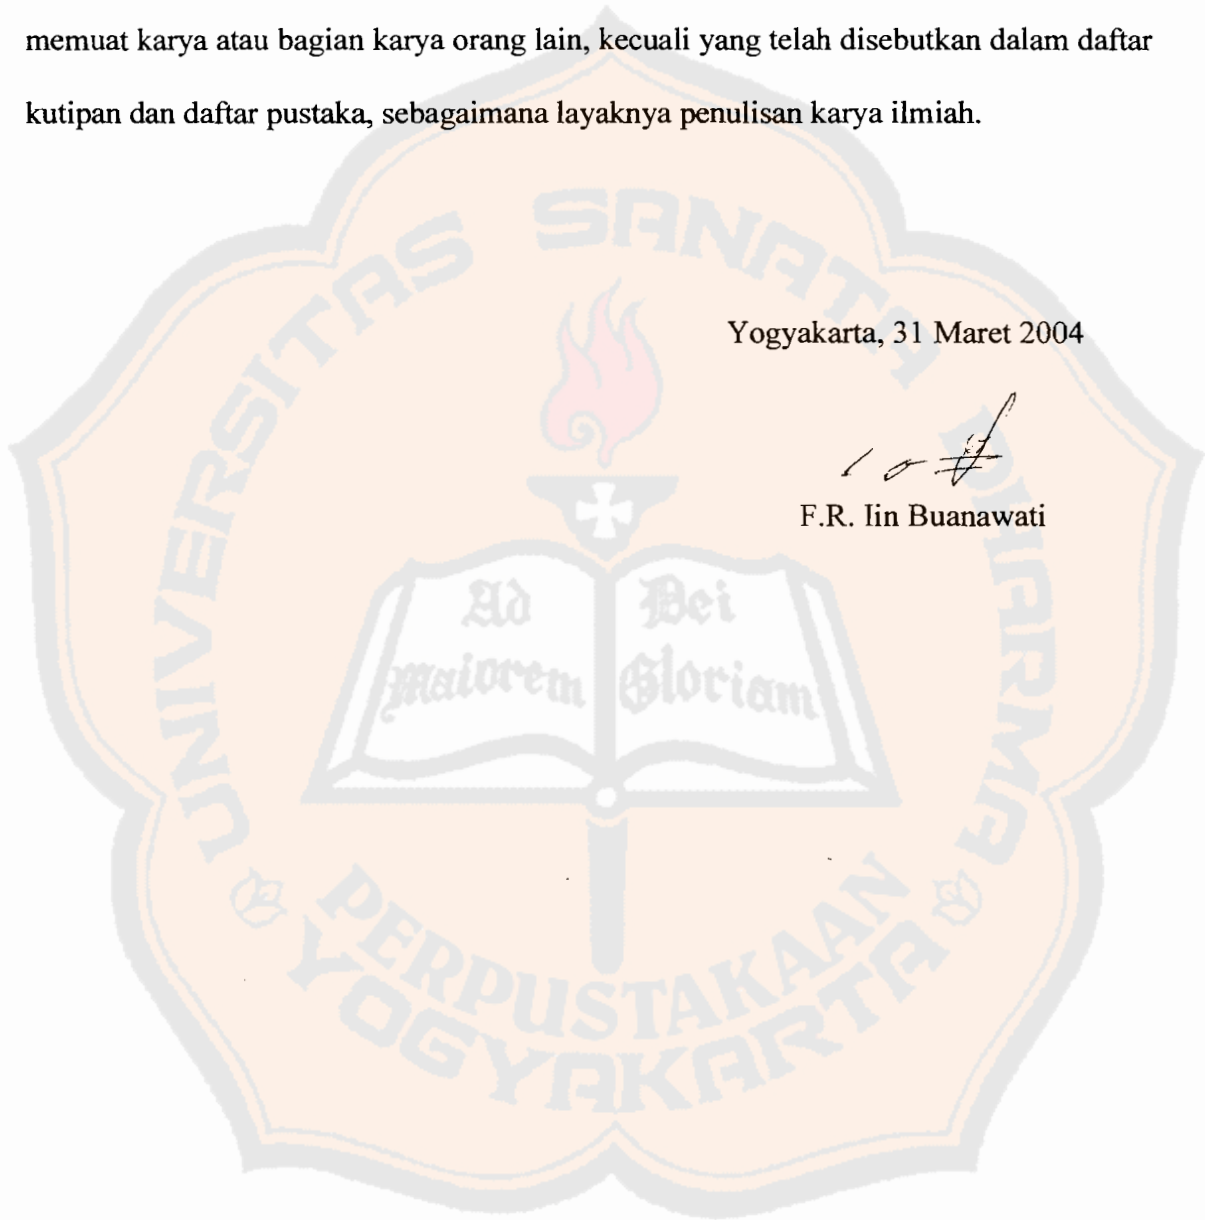 memuat karya atau bagian karya orang lain, kecuali yang telah disebutkan dalam daftar
kutipan dan daftar pustaka, sebagaimana layaknya penulisan karya ilmiah.
UNIVERSITAS SANATA DHARMA
Yogyakarta, 31 Maret 2004
F.R. Iin Buanawati
Ad Dei
maiorem Gloriam
PERPUSTAKAAN
YOGYAKARTA